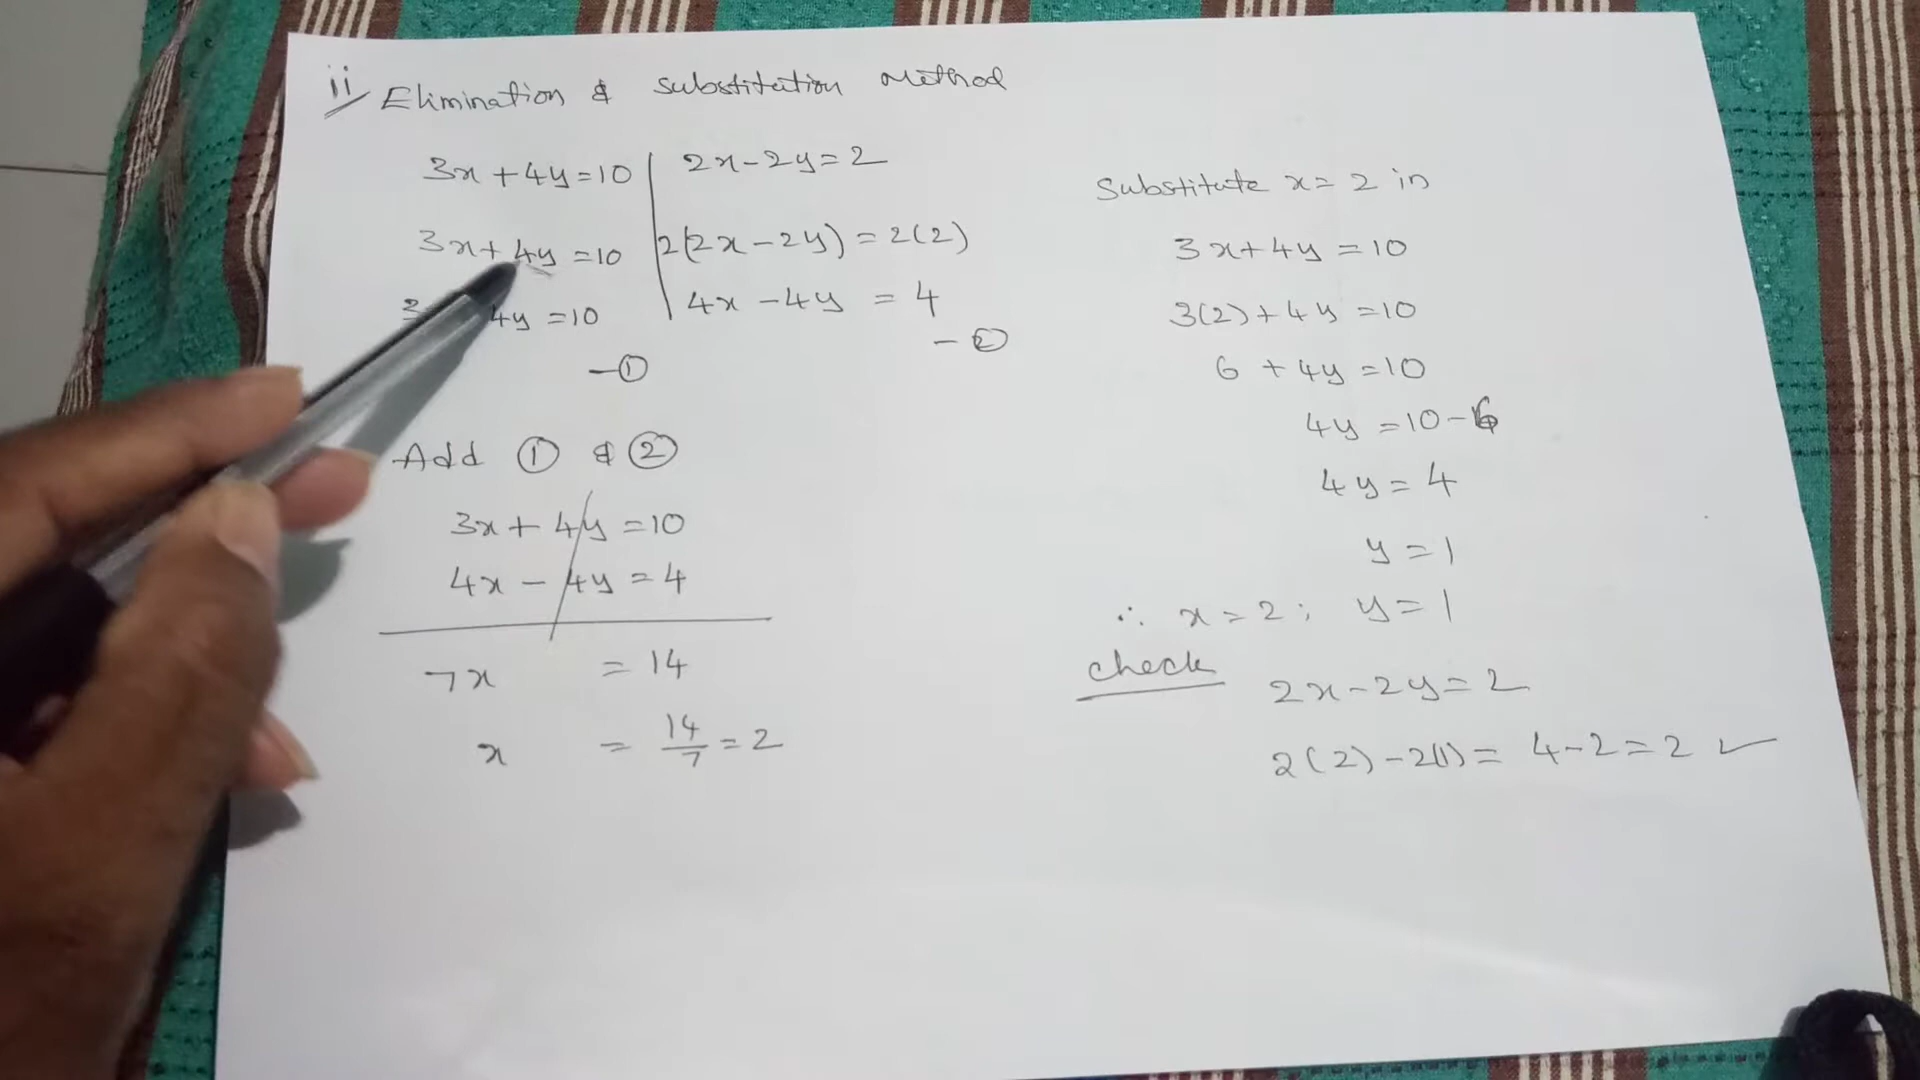 ii Elimination & substitution method
3x + 4y = 10
3x + 4y = 10
4y = 10
— ①
2x - 2y = 2
2(2x - 2y) = 2(2)
4x - 4y = 4
— ②
Add ① & ②
3x + 4y = 10
4x - 4y = 4
7x = 14
x = 14/7 = 2
Substitute x = 2 in
3x + 4y = 10
3(2) + 4y = 10
6 + 4y = 10
4y = 10 - 6
4y = 4
y = 1
∴ x = 2; y = 1
check
2x - 2y = 2
2(2) - 2(1) = 4 - 2 = 2 ✓